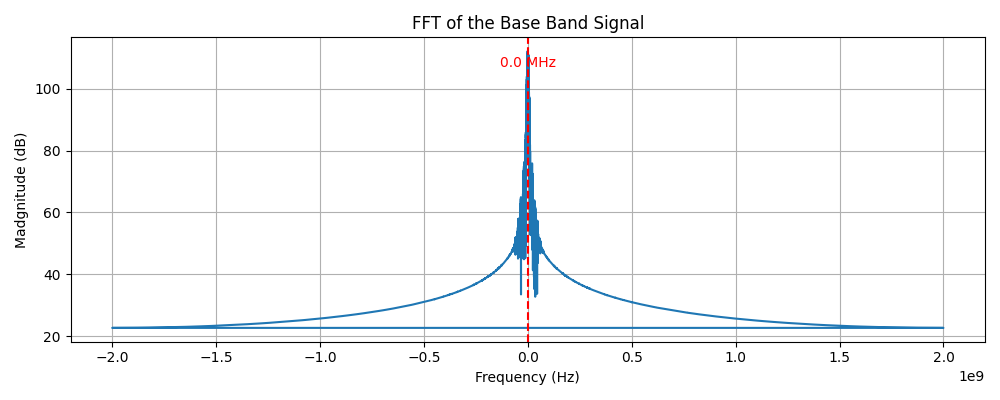 FFT of the Base Band Signal
0.0 MHz
Madgnitude (dB)
100
80
60
40
20
−2.0 −1.5 −1.0 −0.5 0.0 0.5 1.0 1.5 2.0
1e9
Frequency (Hz)